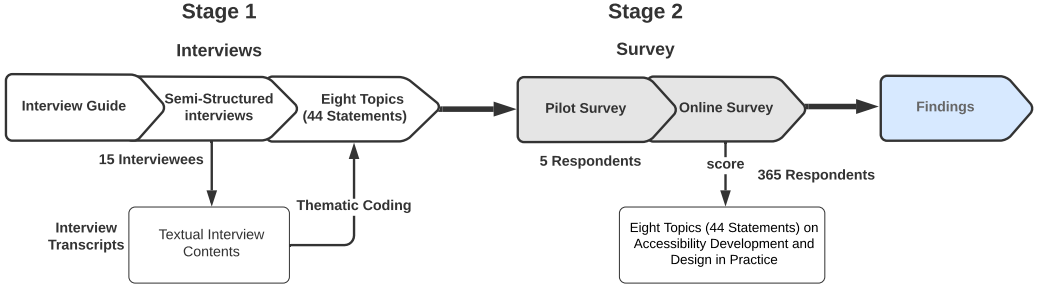 Stage 1
Stage 2
Interviews
Survey
Interview Guide
Semi-Structured
interviews
Eight Topics
(44 Statements)
Pilot Survey
Online Survey
Findings
15 Interviewees
5 Respondents
score
365 Respondents
Thematic Coding
Interview
Transcripts
Textual Interview
Contents
Eight Topics (44 Statements) on
Accessibility Development and
Design in Practice